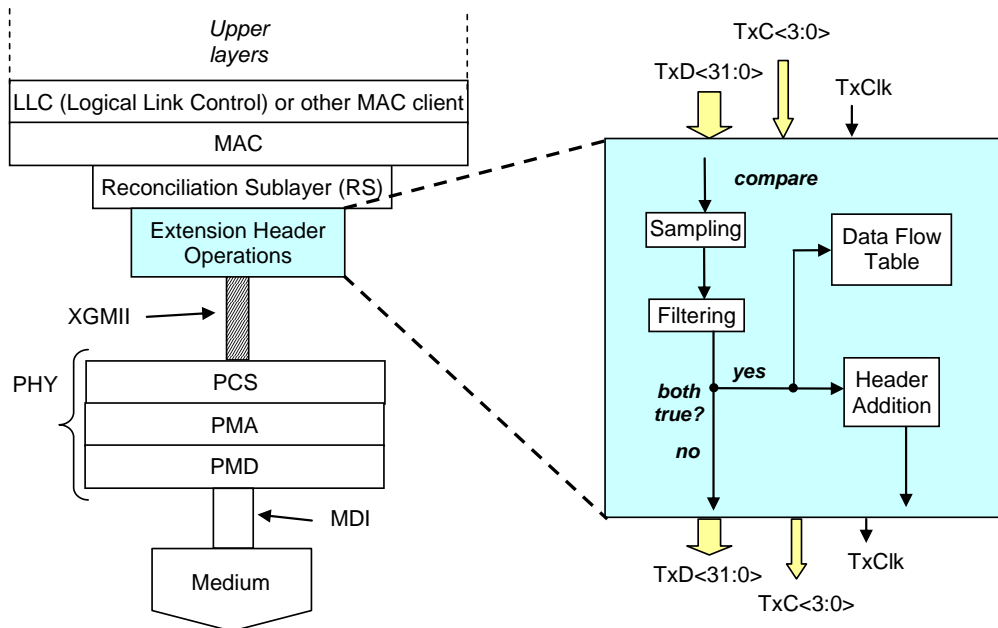 Upper
layers
LLC (Logical Link Control) or other MAC client
MAC
Reconciliation Sublayer (RS)
Extension Header
Operations
XGMII
PHY
PCS
PMA
PMD
MDI
Medium
TxC<3:0>
TxD<31:0>
TxClk
compare
Sampling
Data Flow
Table
Filtering
yes
both
true?
Header
Addition
no
TxD<31:0>
TxClk
TxC<3:0>